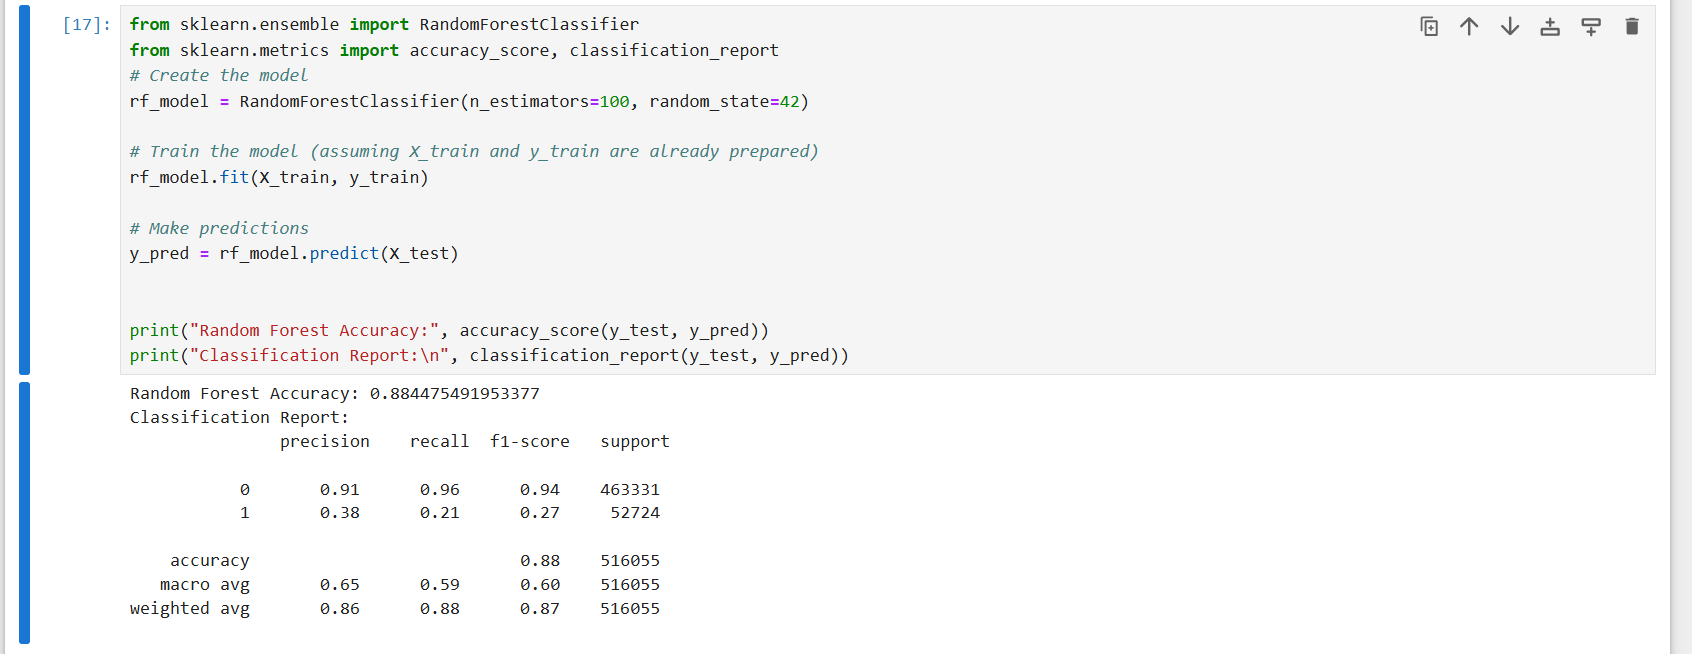 [17]: from sklearn.ensemble import RandomForestClassifier
from sklearn.metrics import accuracy_score, classification_report
# Create the model
rf_model = RandomForestClassifier(n_estimators=100, random_state=42)
# Train the model (assuming X_train and y_train are already prepared)
rf_model.fit(X_train, y_train)
# Make predictions
y_pred = rf_model.predict(X_test)
print("Random Forest Accuracy:", accuracy_score(y_test, y_pred))
print("Classification Report:\n", classification_report(y_test, y_pred))
Random Forest Accuracy: 0.884475491953377
Classification Report:
precision recall f1-score support
0 0.91 0.96 0.94 463331
1 0.38 0.21 0.27 52724
accuracy 0.88 516055
macro avg 0.65 0.59 0.60 516055
weighted avg 0.86 0.88 0.87 516055